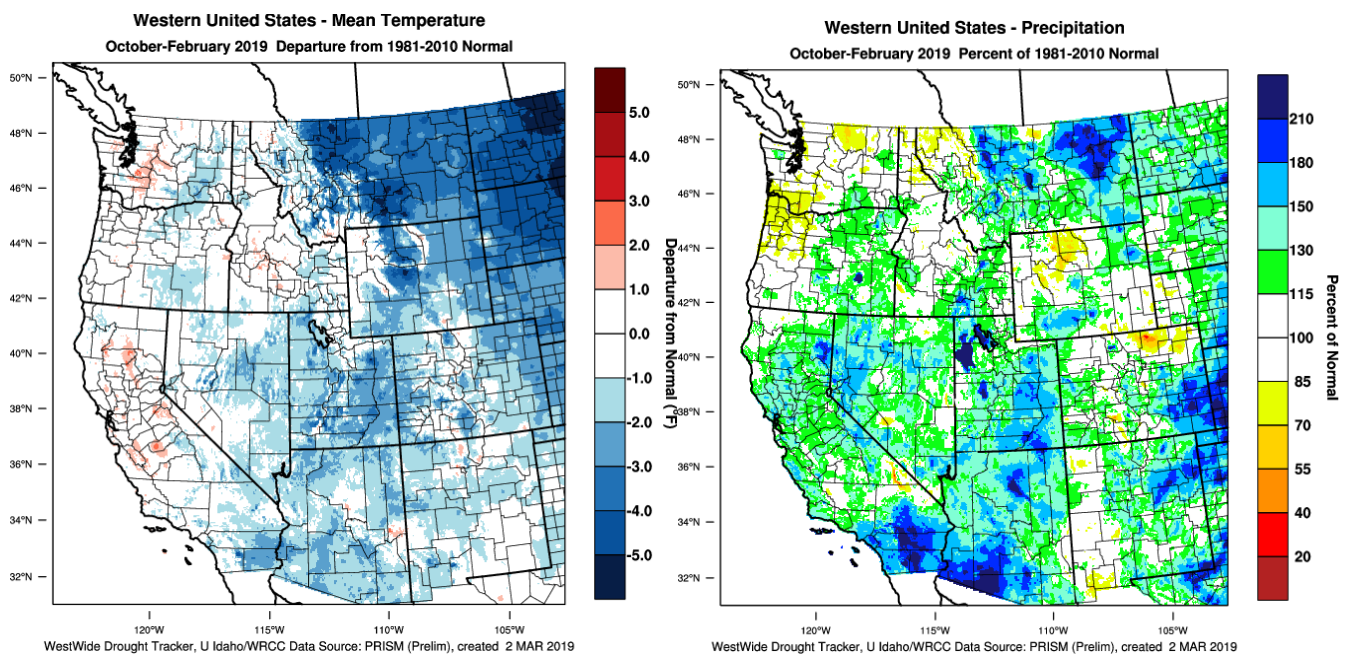 Western United States - Mean Temperature
October-February 2019 Departure from 1981-2010 Normal
50°N
48°N
46°N
44°N
42°N
40°N
38°N
36°N
34°N
32°N
120°W
115°W
110°W
105°W
5.0
4.0
3.0
2.0
1.0
0.0
-1.0
-2.0
-3.0
-4.0
-5.0
Departure from Normal (°F)
WestWide Drought Tracker, U Idaho/WRCC Data Source: PRISM (Prelim), created 2 MAR 2019
Western United States - Precipitation
October-February 2019 Percent of 1981-2010 Normal
50°N
48°N
46°N
44°N
42°N
40°N
38°N
36°N
34°N
32°N
120°W
115°W
110°W
105°W
210
180
150
130
115
100
85
70
55
40
20
Percent of Normal
WestWide Drought Tracker, U Idaho/WRCC Data Source: PRISM (Prelim), created 2 MAR 2019